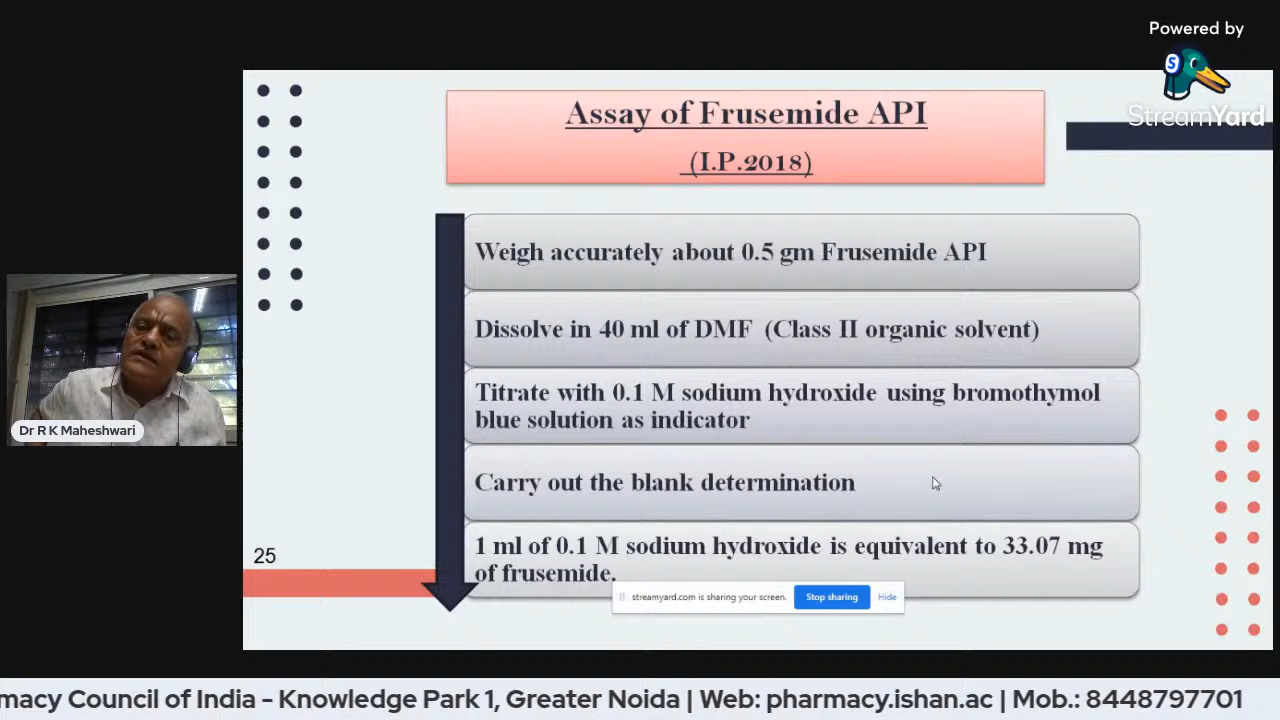 Powered by
StreamYard
Assay of Frusemide API
(I.P.2018)
Weigh accurately about 0.5 gm Frusemide API
Dissolve in 40 ml of DMF (Class II organic solvent)
Titrate with 0.1 M sodium hydroxide using bromothymol
blue solution as indicator
Carry out the blank determination
1 ml of 0.1 M sodium hydroxide is equivalent to 33.07 mg
of frusemide.
Dr R K Maheshwari
25
streamyard.com is sharing your screen.
Stop sharing
Hide
macy Council of India - Knowledge Park 1, Greater Noida | Web: pharmacy.ishan.ac | Mob.: 8448797701